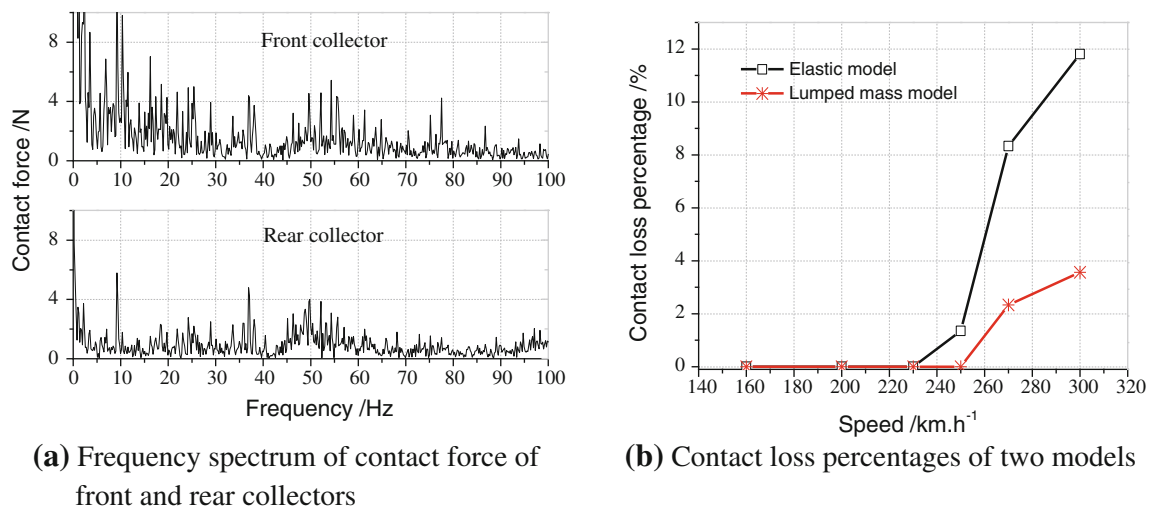 Contact force /N
8
4
0
Front collector
0 10 20 30 40 50 60 70 80 90 100
8
4
0
Rear collector
0 10 20 30 40 50 60 70 80 90 100
Frequency /Hz
(a) Frequency spectrum of contact force of
front and rear collectors
Contact loss percentage /%
12
10
8
6
4
2
0
Elastic model
Lumped mass model
140 160 180 200 220 240 260 280 300 320
Speed /km.h⁻¹
(b) Contact loss percentages of two models